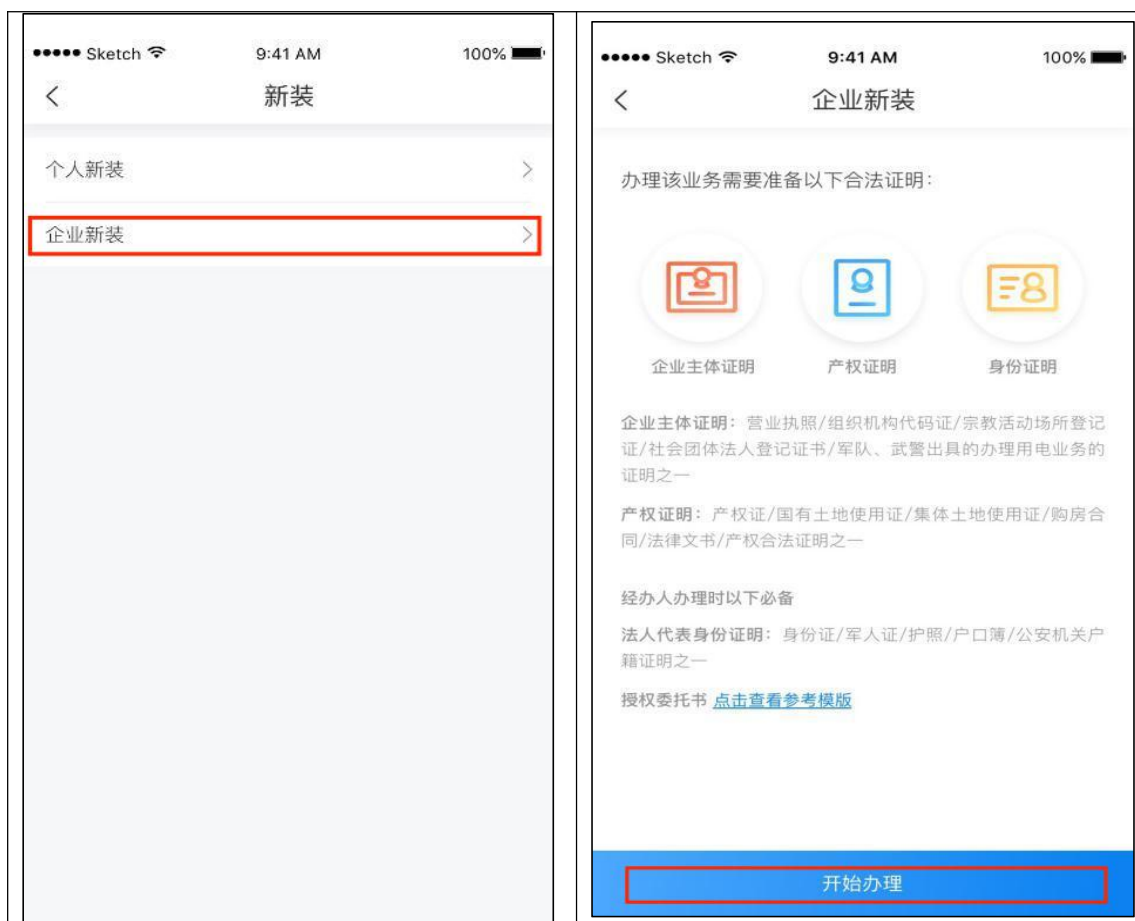 Sketch 9:41 AM 100%
新装
个人新装
企业新装
Sketch 9:41 AM 100%
企业新装
办理该业务需要准备以下合法证明:
企业主体证明 产权证明 身份证明
企业主体证明：营业执照/组织机构代码证/宗教活动场所登记
证/社会团体法人登记证书/军队、武警出具的办理用电业务的
证明之一
产权证明：产权证/国有土地使用证/集体土地使用证/购房合
同/法律文书/产权合法证明之一
经办人办理时以下必备
法人代表身份证明：身份证/军人证/护照/户口簿/公安机关户
籍证明之一
授权委托书 点击查看参考模版
开始办理